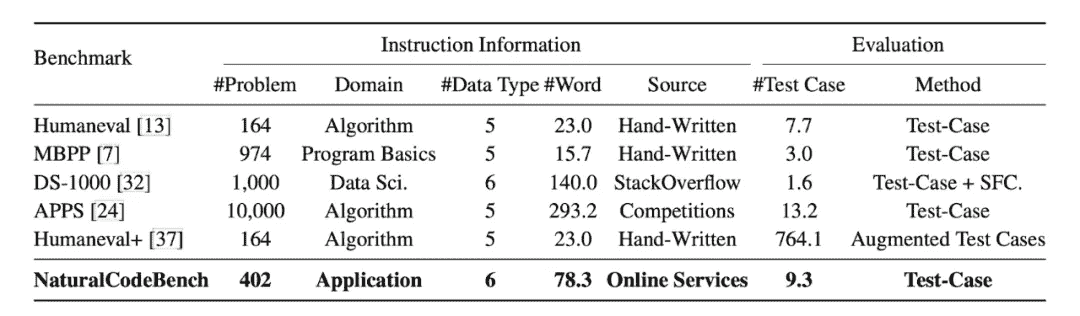 Benchmark Instruction Information Evaluation
#Problem Domain #Data Type #Word Source #Test Case Method
Humaneval [13] 164 Algorithm 5 23.0 Hand-Written 7.7 Test-Case
MBPP [7] 974 Program Basics 5 15.7 Hand-Written 3.0 Test-Case
DS-1000 [32] 1,000 Data Sci. 6 140.0 StackOverflow 1.6 Test-Case + SFC.
APPS [24] 10,000 Algorithm 5 293.2 Competitions 13.2 Test-Case
Humaneval+ [37] 164 Algorithm 5 23.0 Hand-Written 764.1 Augmented Test Cases
NaturalCodeBench 402 Application 6 78.3 Online Services 9.3 Test-Case